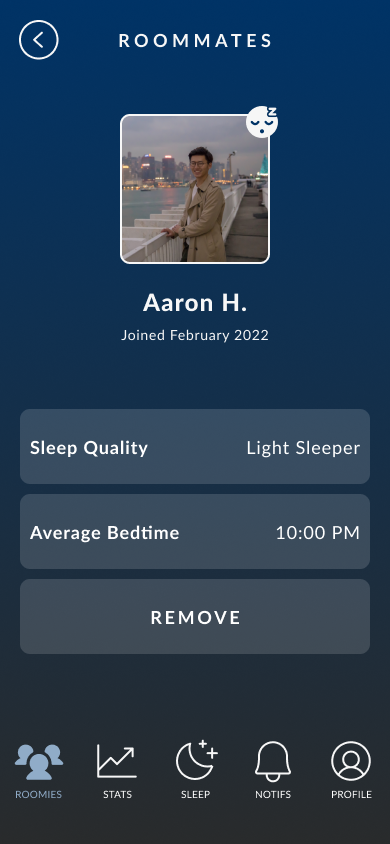 ROOMMATES
Z
Aaron H.
Joined February 2022
Sleep Quality Light Sleeper
Average Bedtime 10:00 PM
REMOVE
ROOMIES STATS SLEEP NOTIFS PROFILE